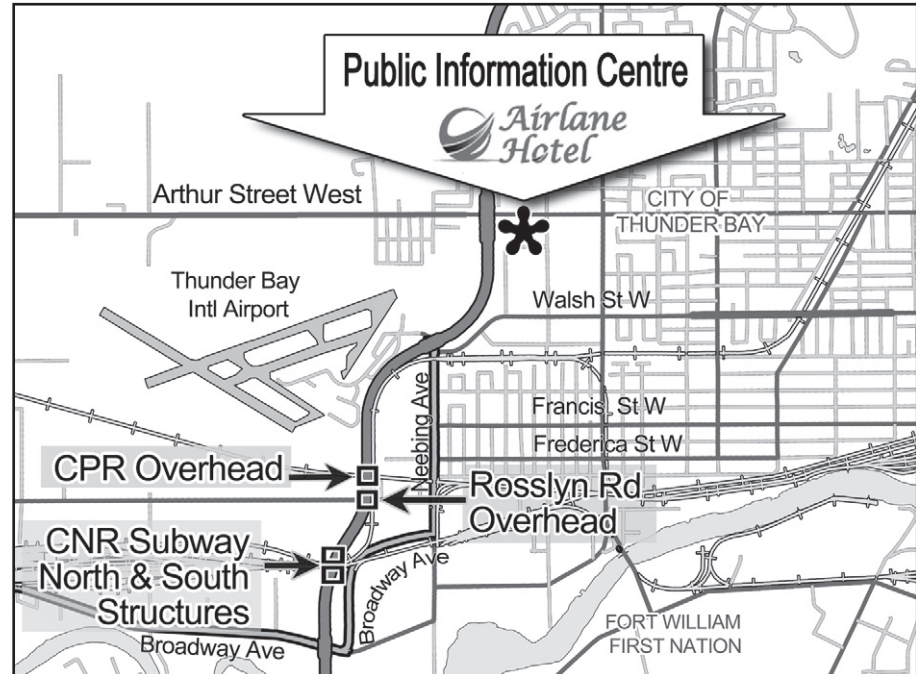 Public Information Centre
Airlane
Hotel
Arthur Street West
CITY OF
THUNDER BAY
Thunder Bay
Intl Airport
Walsh St W
Neebing Ave
Francis St W
Frederica St W
CPR Overhead
Rosslyn Rd
Overhead
CNR Subway
North & South
Structures
Broadway Ave
Broadway Ave
FORT WILLIAM
FIRST NATION